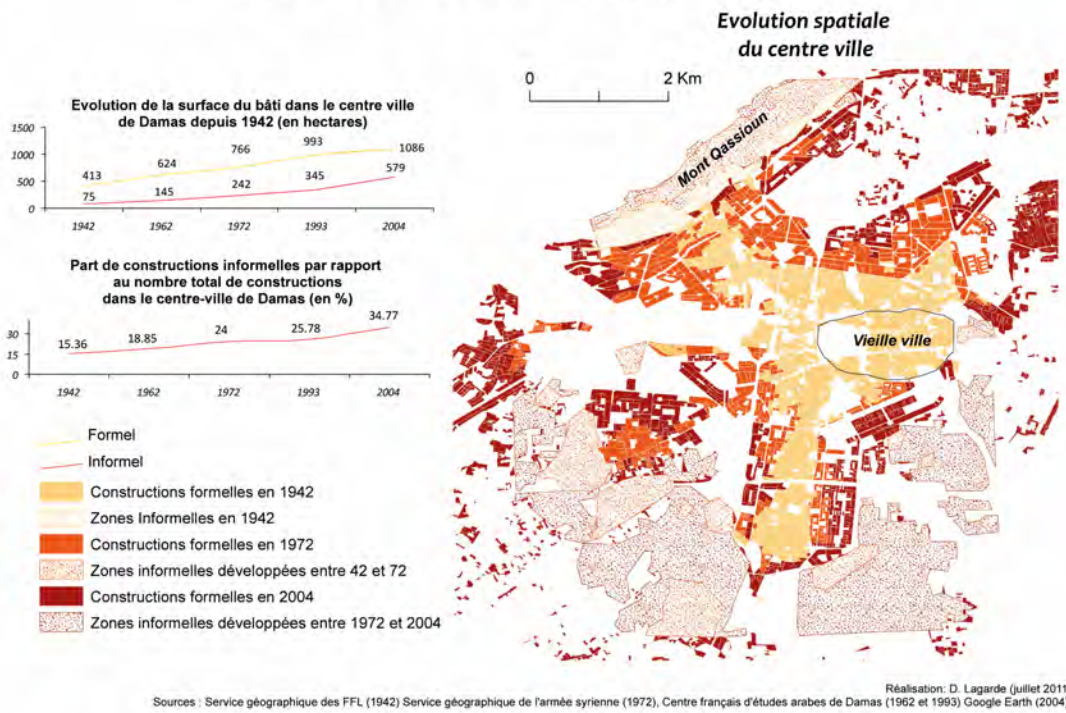 Evolution spatiale
du centre ville
0 2 Km
Evolution de la surface du bâti dans le centre ville
de Damas depuis 1942 (en hectares)
1500
1000
500
0
413 624 766 993 1086
75 145 242 345 579
1942 1962 1972 1993 2004
Part de constructions informelles par rapport
au nombre total de constructions
dans le centre-ville de Damas (en %)
30
15
0
15.36 18.85 24 25.78 34.77
1942 1962 1972 1993 2004
Formel
Informel
Constructions formelles en 1942
Zones Informelles en 1942
Constructions formelles en 1972
Zones informelles développées entre 42 et 72
Constructions formelles en 2004
Zones informelles développées entre 1972 et 2004
Mont Qassioun
Vieille ville
Réalisation: D. Lagarde (juillet 2011
Sources : Service géographique des FFL (1942) Service géographique de l'armée syrienne (1972), Centre français d'études arabes de Damas (1962 et 1993) Google Earth (2004)